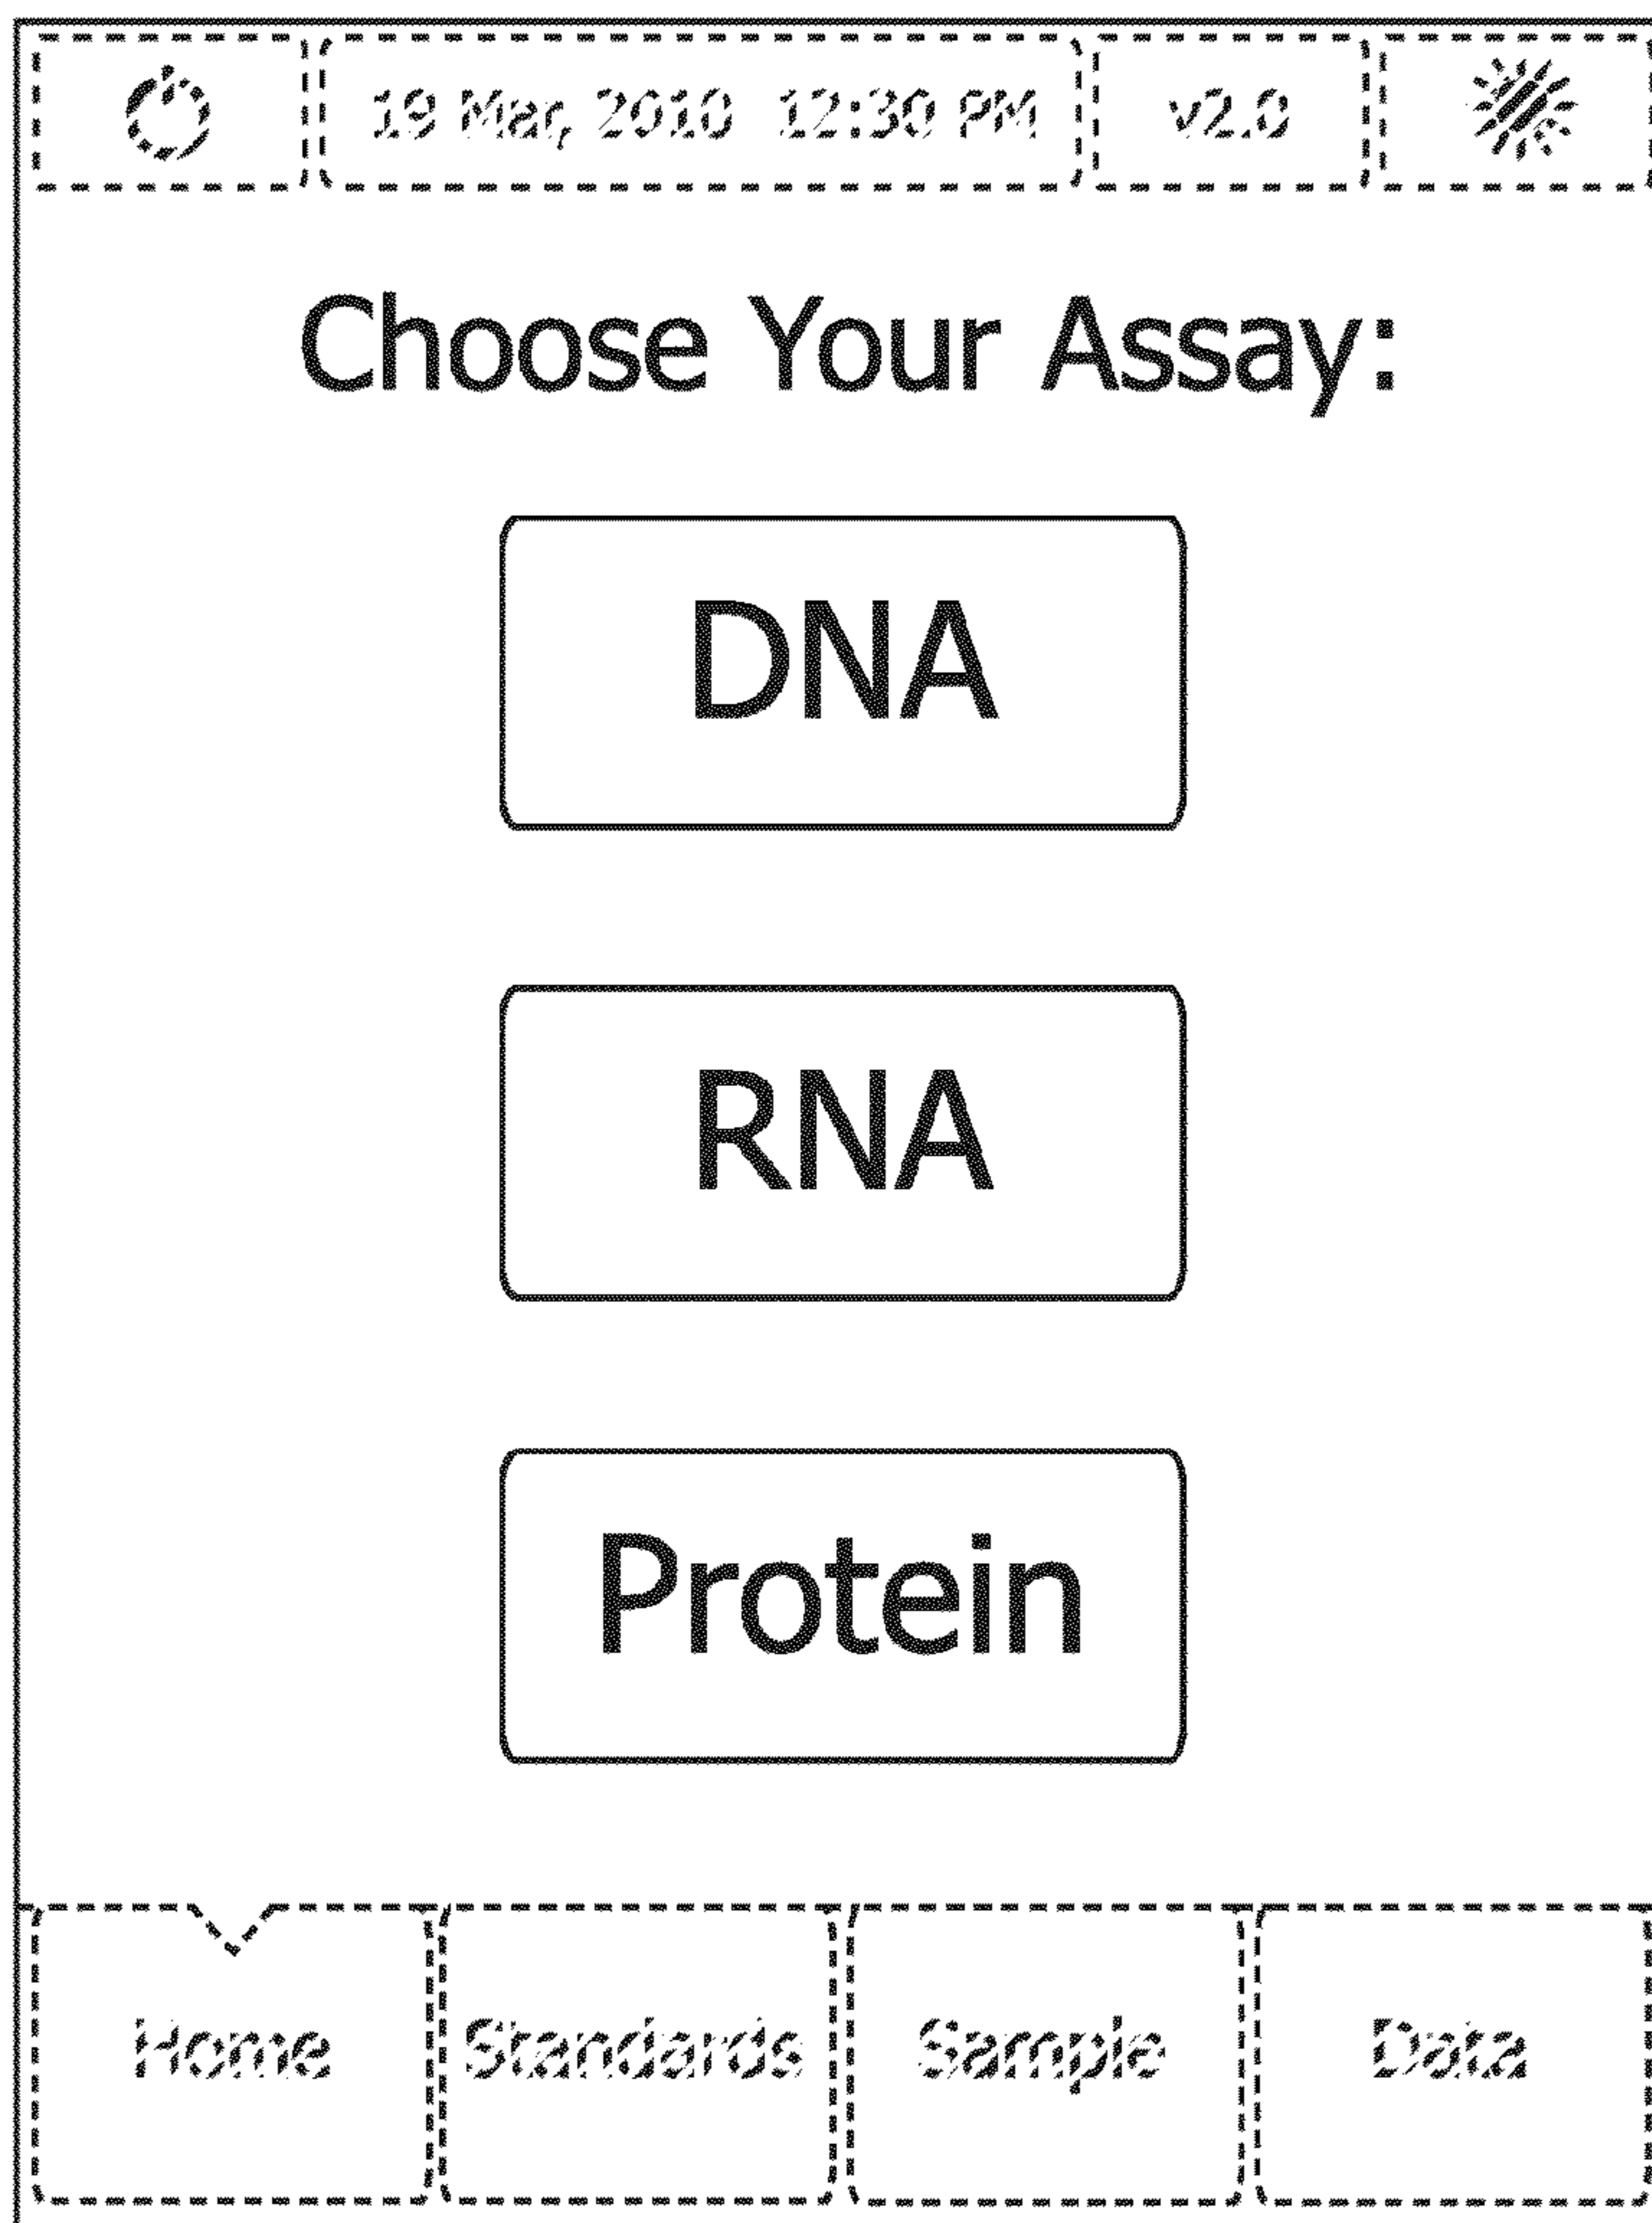 19 Mar, 2010 12:30 PM v2.0
Choose Your Assay:
DNA
RNA
Protein
Home Standards Sample Data